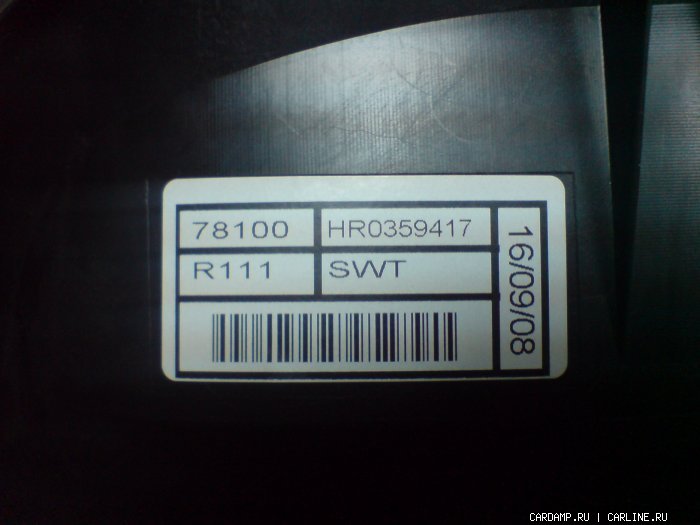 78100 HR0359417
R111 SWT
16/09/08
CARDAMP.RU | CARLINE.RU